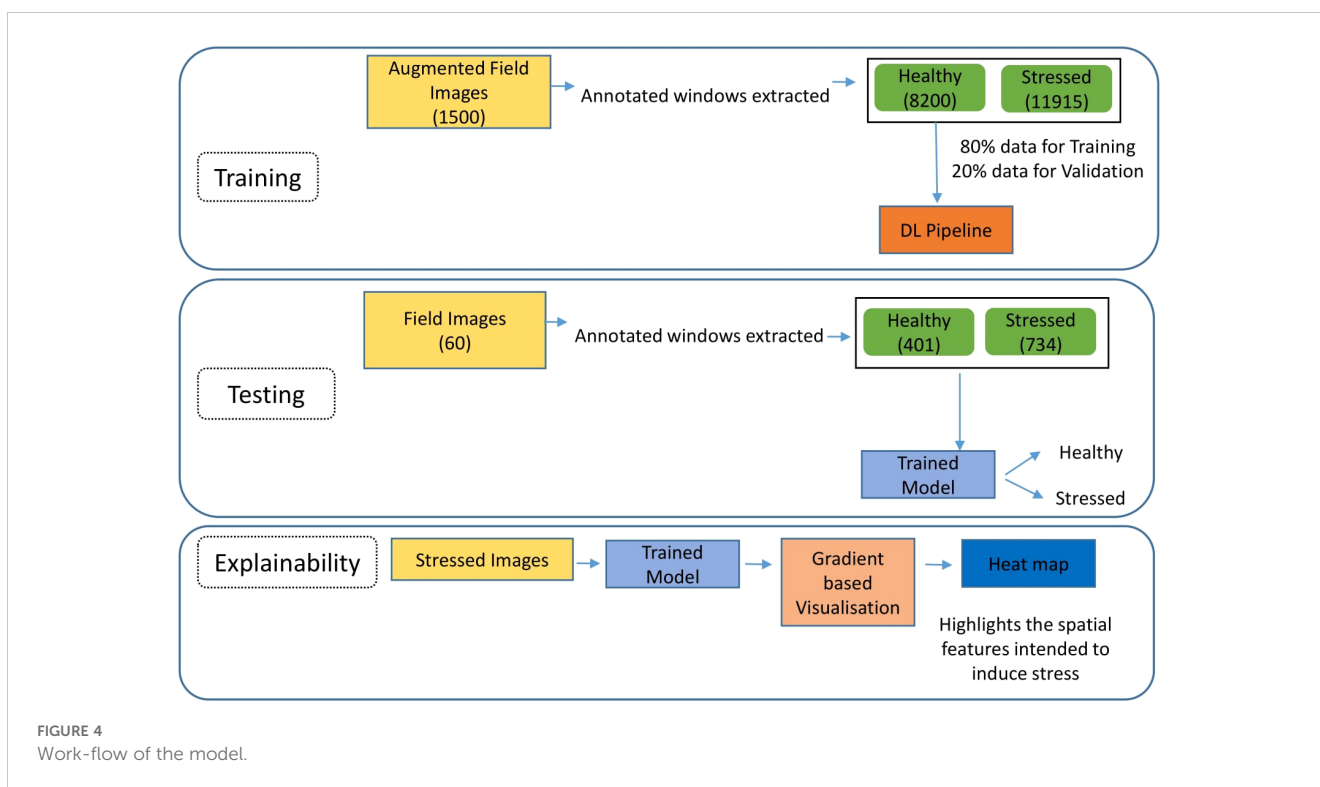 Training
Augmented Field
Images
(1500)
Annotated windows extracted
Healthy
(8200)
Stressed
(11915)
80% data for Training
20% data for Validation
DL Pipeline
Testing
Field Images
(60)
Annotated windows extracted
Healthy
(401)
Stressed
(734)
Trained
Model
Healthy
Stressed
Explainability
Stressed Images
Trained
Model
Gradient
based
Visualisation
Heat map
Highlights the spatial
features intended to
induce stress
FIGURE 4
Work-flow of the model.